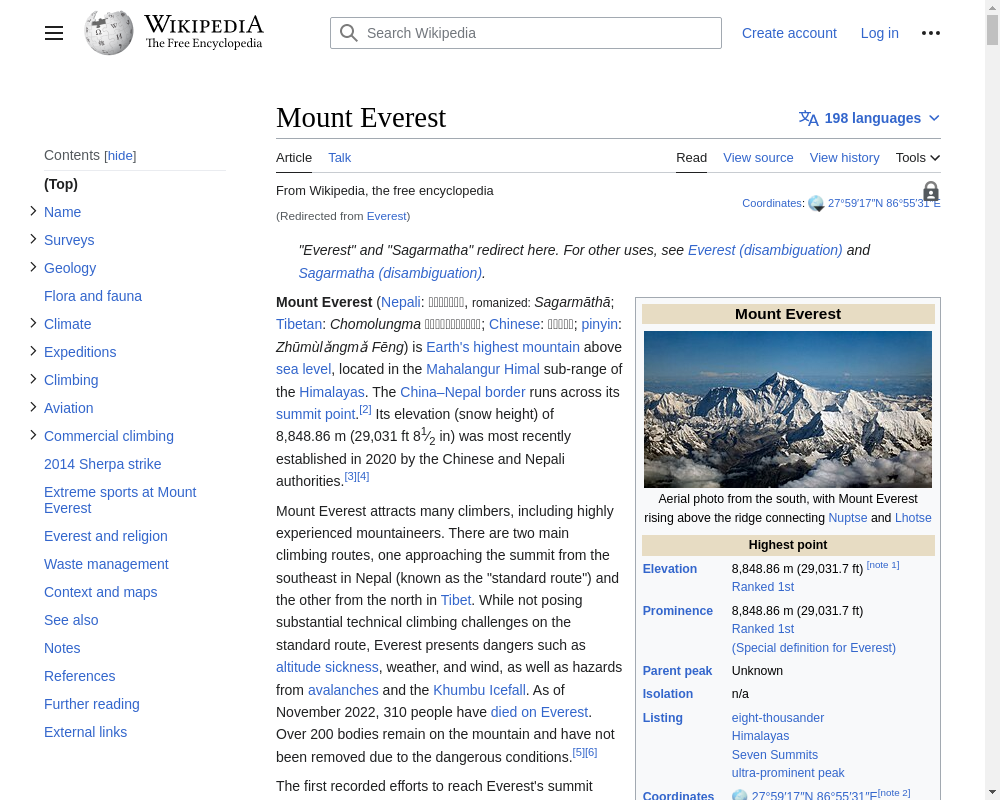 WIKIPEDIA
The Free Encyclopedia
Search Wikipedia
Create account
Log in
Mount Everest
198 languages
Article
Talk
Read
View source
View history
Tools
From Wikipedia, the free encyclopedia
(Redirected from Everest)
Coordinates: 27°59′17″N 86°55′31″E
Contents [hide]
(Top)
Name
Surveys
Geology
Flora and fauna
Climate
Expeditions
Climbing
Aviation
Commercial climbing
2014 Sherpa strike
Extreme sports at Mount
Everest
Everest and religion
Waste management
Context and maps
See also
Notes
References
Further reading
External links
"Everest" and "Sagarmatha" redirect here. For other uses, see Everest (disambiguation) and
Sagarmatha (disambiguation).
Mount Everest (Nepali: , romanized: Sagarmāthā;
Tibetan: Chomolungma ; Chinese: ; pinyin:
Zhūmùlǎngmǎ Fēng) is Earth's highest mountain above
sea level, located in the Mahalangur Himal sub-range of
the Himalayas. The China–Nepal border runs across its
summit point.[2] Its elevation (snow height) of
8,848.86 m (29,031 ft 8 1⁄2 in) was most recently
established in 2020 by the Chinese and Nepali
authorities.[3][4]
Mount Everest attracts many climbers, including highly
experienced mountaineers. There are two main
climbing routes, one approaching the summit from the
southeast in Nepal (known as the "standard route") and
the other from the north in Tibet. While not posing
substantial technical climbing challenges on the
standard route, Everest presents dangers such as
altitude sickness, weather, and wind, as well as hazards
from avalanches and the Khumbu Icefall. As of
November 2022, 310 people have died on Everest.
Over 200 bodies remain on the mountain and have not
been removed due to the dangerous conditions.[5][6]
The first recorded efforts to reach Everest's summit
Mount Everest
Aerial photo from the south, with Mount Everest
rising above the ridge connecting Nuptse and Lhotse
Highest point
Elevation 8,848.86 m (29,031.7 ft) [note 1]
Ranked 1st
Prominence 8,848.86 m (29,031.7 ft)
Ranked 1st
(Special definition for Everest)
Parent peak Unknown
Isolation n/a
Listing eight-thousander
Himalayas
Seven Summits
ultra-prominent peak
Coordinates 27°59′17″N 86°55′31″E[note 2]